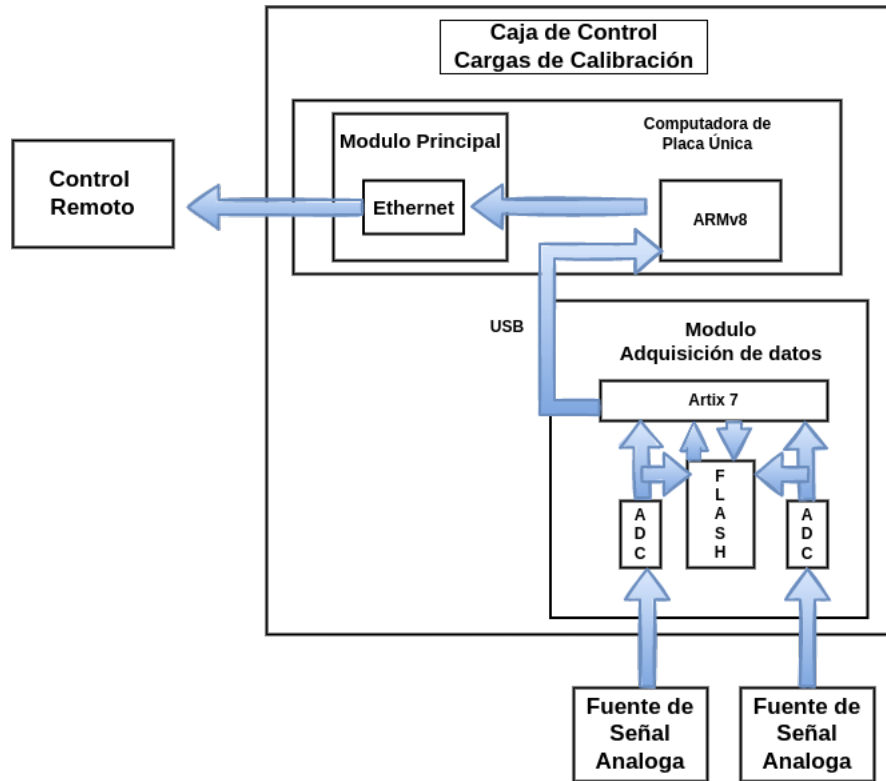 Caja de Control
Cargas de Calibración
Computadora de
Placa Única
Modulo Principal
Control
Remoto
Ethernet
ARMv8
USB
Modulo
Adquisición de datos
Artix 7
F
L
A
S
H
A
D
C
A
D
C
Fuente de
Señal
Analoga
Fuente de
Señal
Analoga